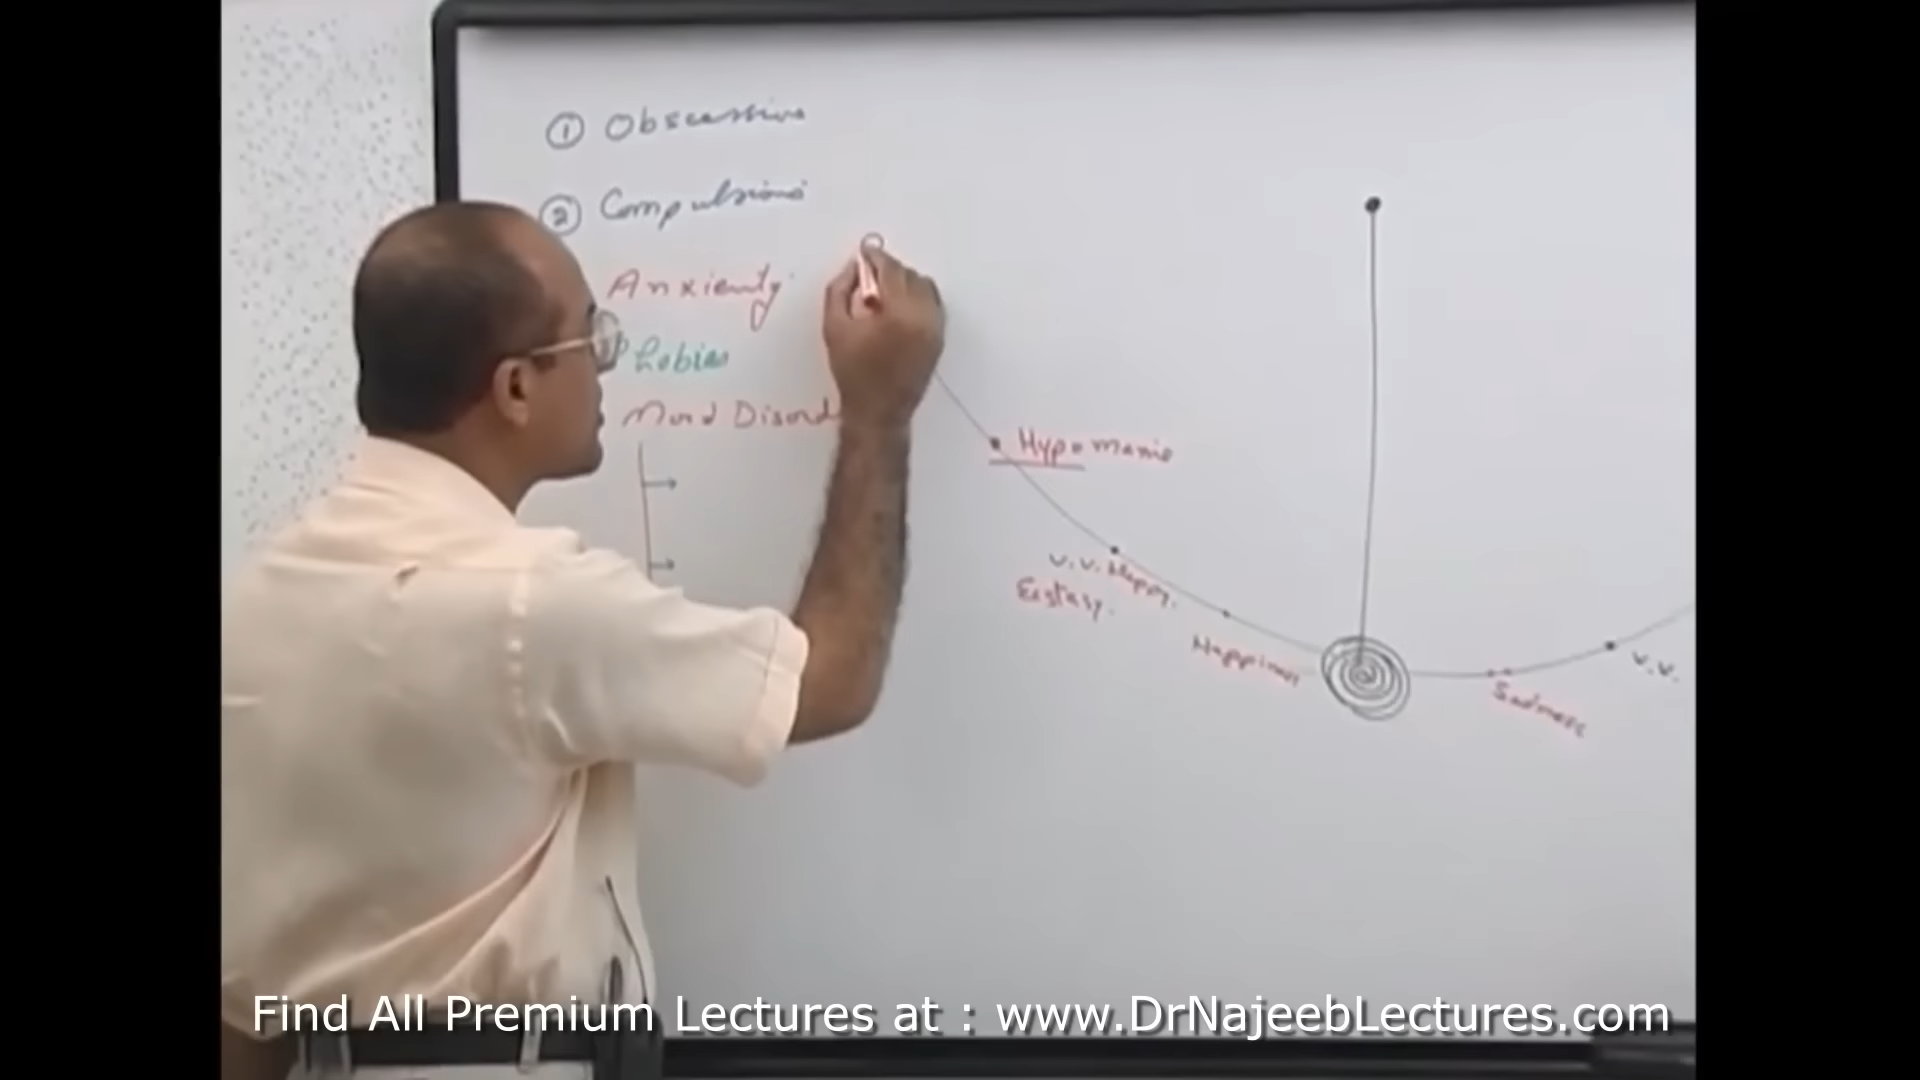 ① Obsessive
② Compulsions
Anxienty
Phobias
Mood Disord
Hypomania
v.v. Happy.
Ecstasy.
Happiness
Sadness
v.v.
Find All Premium Lectures at : www.DrNajeebLectures.com